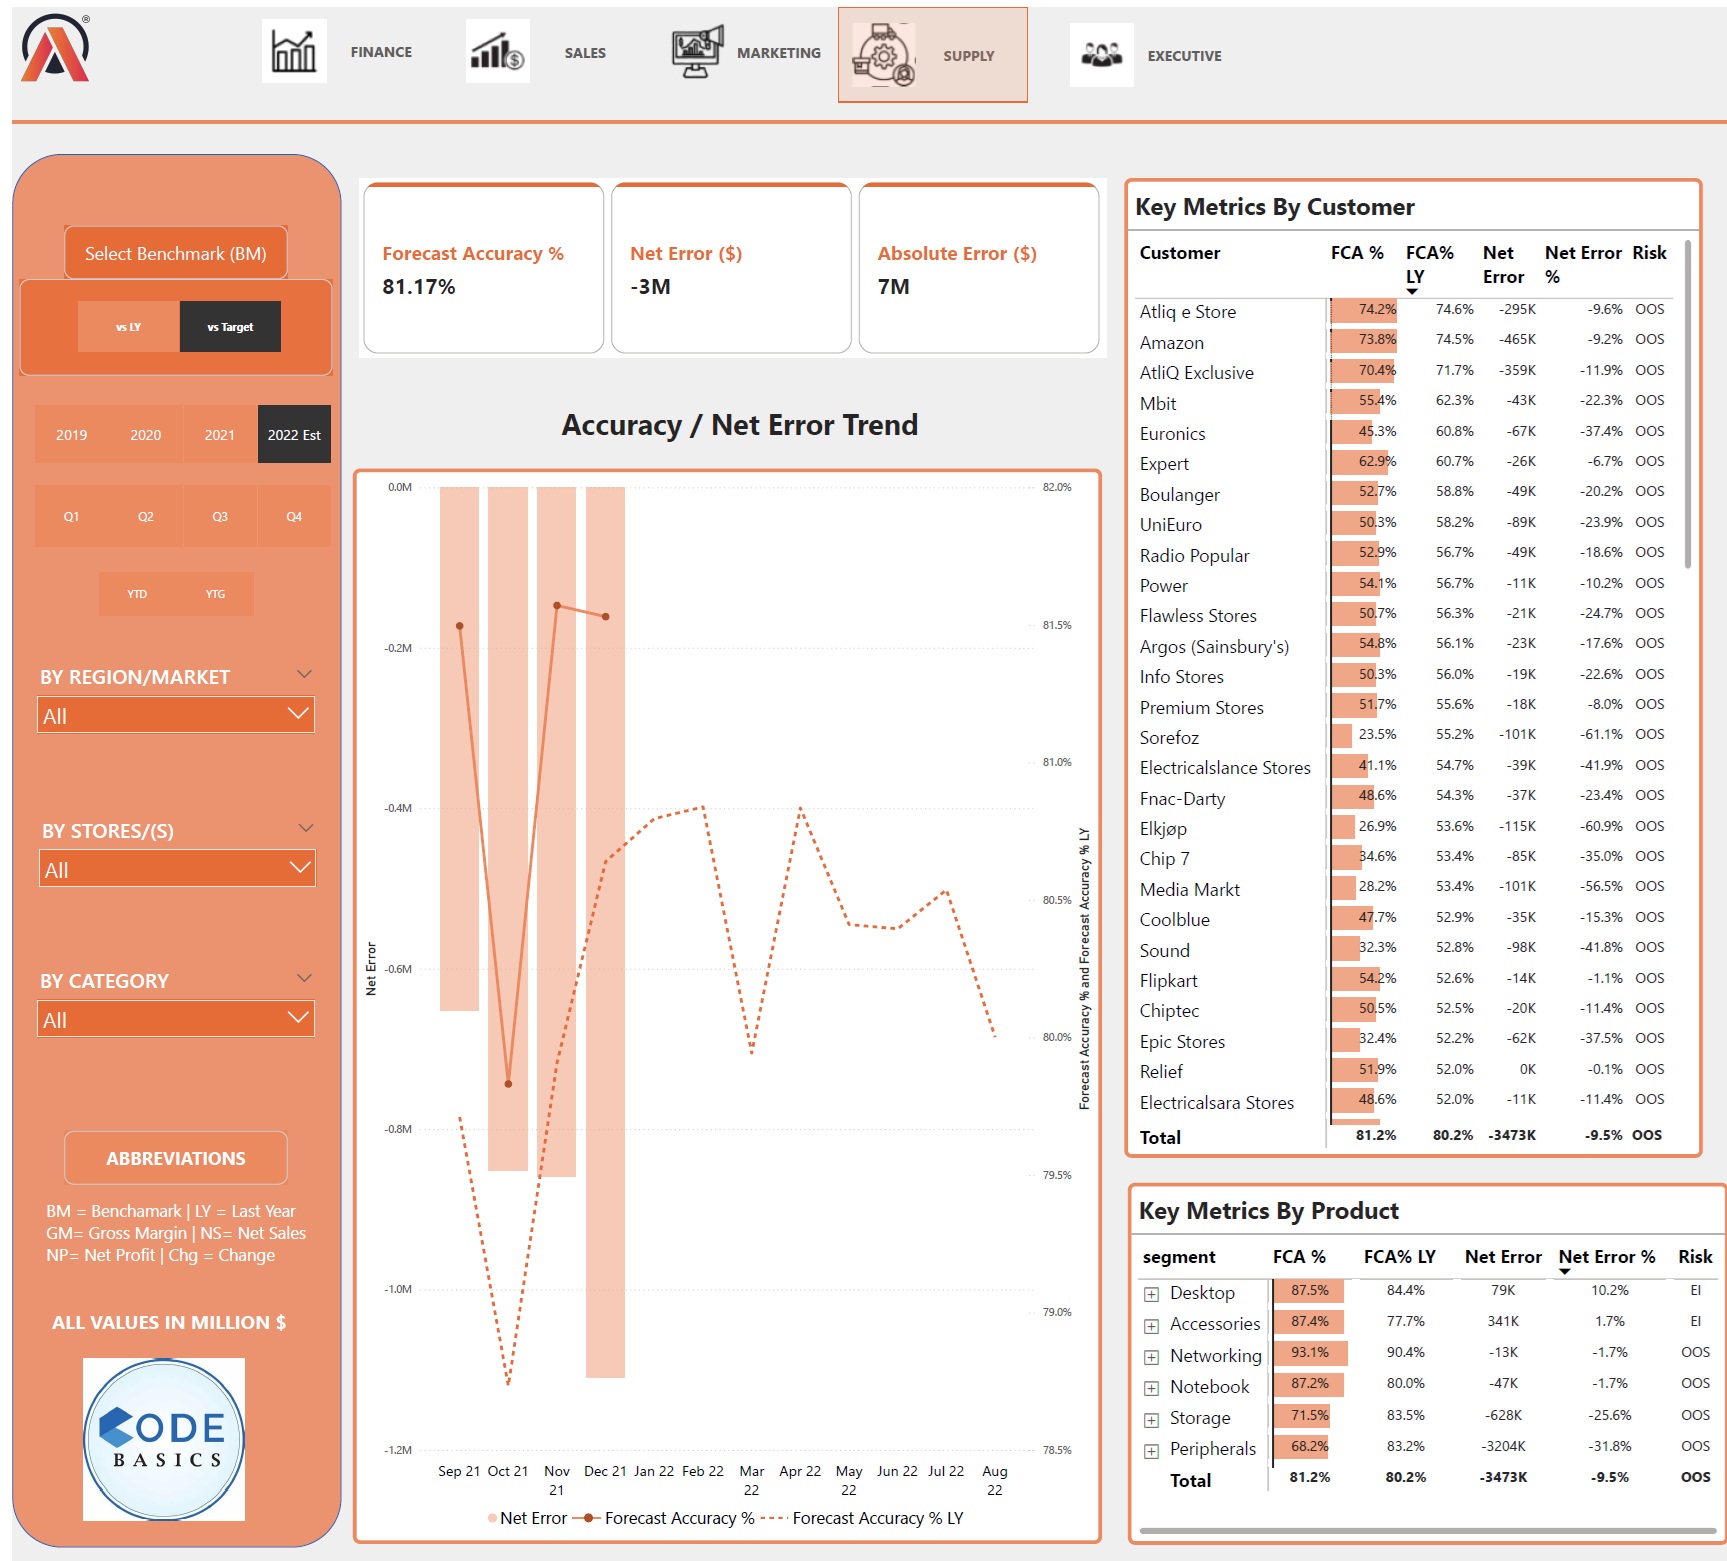 ®
FINANCE
SALES
MARKETING
SUPPLY
EXECUTIVE
Select Benchmark (BM)
vs LY
vs Target
2019 2020 2021 2022 Est
Q1 Q2 Q3 Q4
YTD YTG
BY REGION/MARKET
All
BY STORES/(S)
All
BY CATEGORY
All
ABBREVIATIONS
BM = Benchamark | LY = Last Year
GM= Gross Margin | NS= Net Sales
NP= Net Profit | Chg = Change
ALL VALUES IN MILLION $
CODE
BASICS
Forecast Accuracy %
81.17%
Net Error ($)
-3M
Absolute Error ($)
7M
Accuracy / Net Error Trend
Net Error
0.0M
-0.2M
-0.4M
-0.6M
-0.8M
-1.0M
-1.2M
82.0%
81.5%
81.0%
80.5%
80.0%
79.5%
79.0%
78.5%
Forecast Accuracy % and Forecast Accuracy % LY
Sep 21 Oct 21 Nov 21 Dec 21 Jan 22 Feb 22 Mar 22 Apr 22 May 22 Jun 22 Jul 22 Aug 22
Net Error Forecast Accuracy % Forecast Accuracy % LY
Key Metrics By Customer
Customer FCA % FCA% LY Net Error Net Error % Risk
Atliq e Store 74.2% 74.6% -295K -9.6% OOS
Amazon 73.8% 74.5% -465K -9.2% OOS
AtliQ Exclusive 70.4% 71.7% -359K -11.9% OOS
Mbit 55.4% 62.3% -43K -22.3% OOS
Euronics 45.3% 60.8% -67K -37.4% OOS
Expert 62.9% 60.7% -26K -6.7% OOS
Boulanger 52.7% 58.8% -49K -20.2% OOS
UniEuro 50.3% 58.2% -89K -23.9% OOS
Radio Popular 52.9% 56.7% -49K -18.6% OOS
Power 54.1% 56.7% -11K -10.2% OOS
Flawless Stores 50.7% 56.3% -21K -24.7% OOS
Argos (Sainsbury's) 54.8% 56.1% -23K -17.6% OOS
Info Stores 50.3% 56.0% -19K -22.6% OOS
Premium Stores 51.7% 55.6% -18K -8.0% OOS
Sorefoz 23.5% 55.2% -101K -61.1% OOS
Electricalslance Stores 41.1% 54.7% -39K -41.9% OOS
Fnac-Darty 48.6% 54.3% -37K -23.4% OOS
Elkjøp 26.9% 53.6% -115K -60.9% OOS
Chip 7 34.6% 53.4% -85K -35.0% OOS
Media Markt 28.2% 53.4% -101K -56.5% OOS
Coolblue 47.7% 52.9% -35K -15.3% OOS
Sound 32.3% 52.8% -98K -41.8% OOS
Flipkart 54.2% 52.6% -14K -1.1% OOS
Chiptec 50.5% 52.5% -20K -11.4% OOS
Epic Stores 32.4% 52.2% -62K -37.5% OOS
Relief 51.9% 52.0% 0K -0.1% OOS
Electricalsara Stores 48.6% 52.0% -11K -11.4% OOS
Total 81.2% 80.2% -3473K -9.5% OOS
Key Metrics By Product
segment FCA % FCA% LY Net Error Net Error % Risk
Desktop 87.5% 84.4% 79K 10.2% EI
Accessories 87.4% 77.7% 341K 1.7% EI
Networking 93.1% 90.4% -13K -1.7% OOS
Notebook 87.2% 80.0% -47K -1.7% OOS
Storage 71.5% 83.5% -628K -25.6% OOS
Peripherals 68.2% 83.2% -3204K -31.8% OOS
Total 81.2% 80.2% -3473K -9.5% OOS